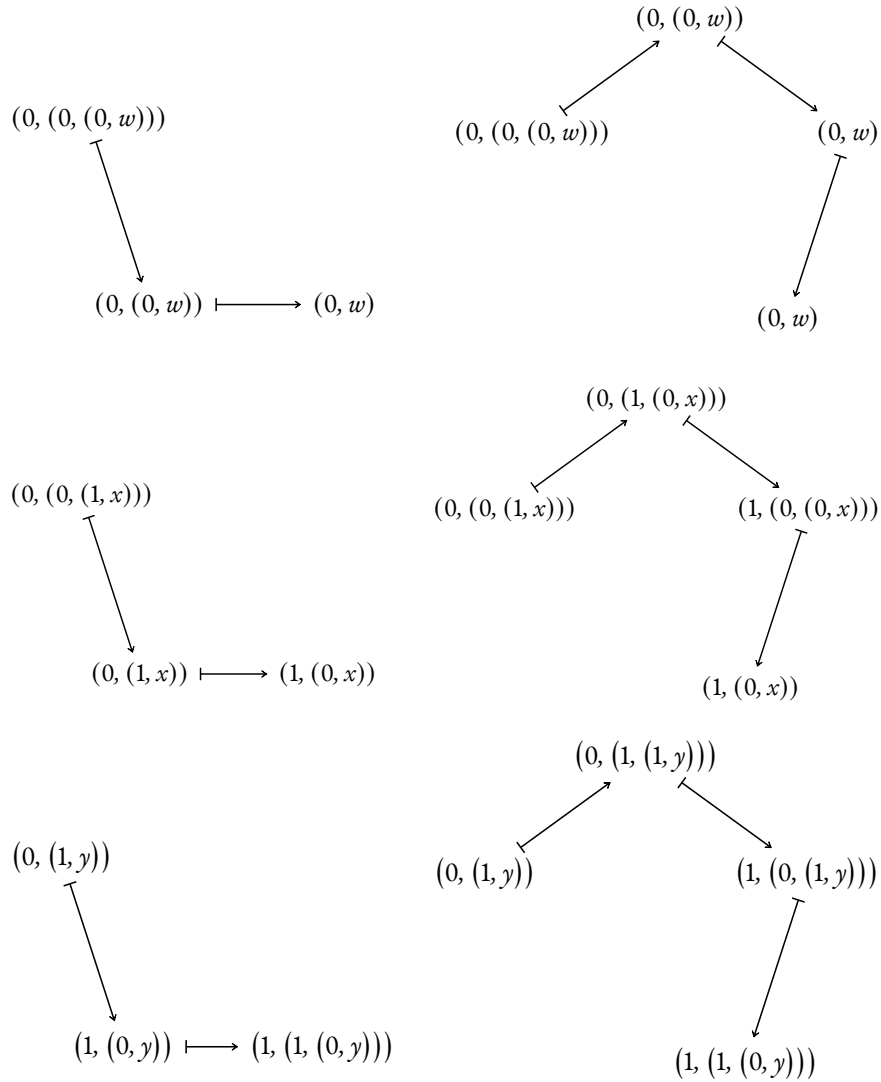 (0, (0, w))
(0, (0, (0, w)))
(0, (0, (0, w)))
(0, w)
(0, (0, w))
(0, w)
(0, w)
(0, (1, (0, x)))
(0, (0, (1, x)))
(0, (0, (1, x)))
(1, (0, (0, x)))
(0, (1, x))
(1, (0, x))
(1, (0, x))
(0, (1, (1, y)))
(0, (1, y))
(0, (1, y))
(1, (0, (1, y)))
(1, (0, y))
(1, (1, (0, y)))
(1, (1, (0, y)))